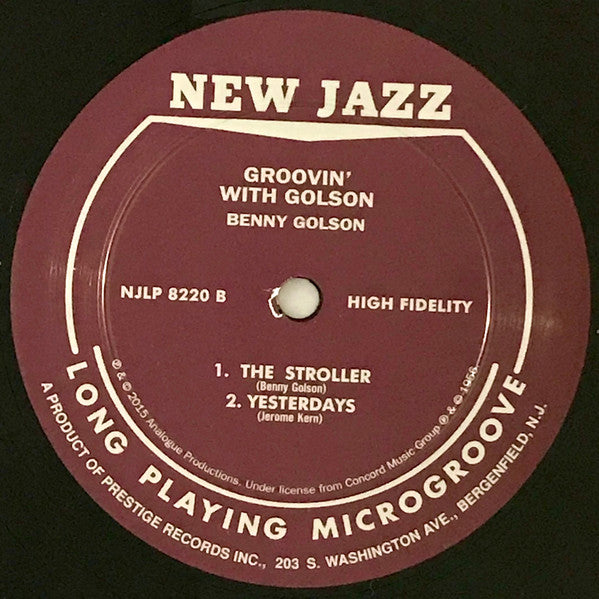 NEW JAZZ
GROOVIN'
WITH GOLSON
BENNY GOLSON
NJLP 8220 B
HIGH FIDELITY
1. THE STROLLER
(Benny Golson)
2. YESTERDAYS
(Jerome Kern)
℗ & © 2015 Analogue Productions. Under license from Concord Music Group ℗ & © 1956
LONG PLAYING MICROGROOVE
A PRODUCT OF PRESTIGE RECORDS INC., 203 S. WASHINGTON AVE., BERGENFIELD, N.J.